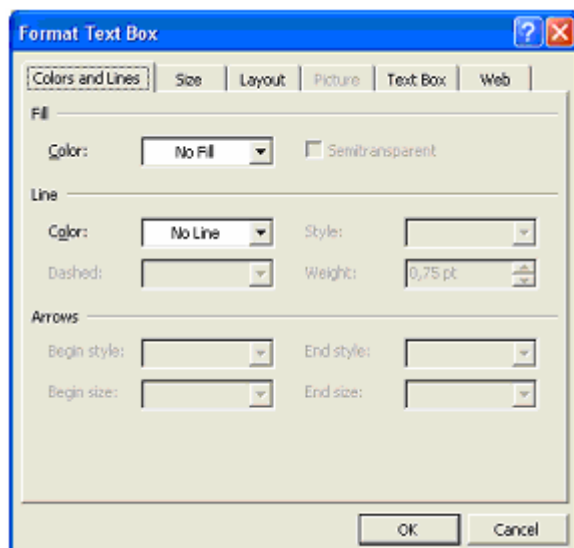 Format Text Box
?
Colors and Lines Size Layout Picture Text Box Web
Fill
Color: No Fill Semitransparent
Line
Color: No Line Style:
Dashed: Weight: 0,75 pt
Arrows
Begin style: End style:
Begin size: End size:
OK Cancel